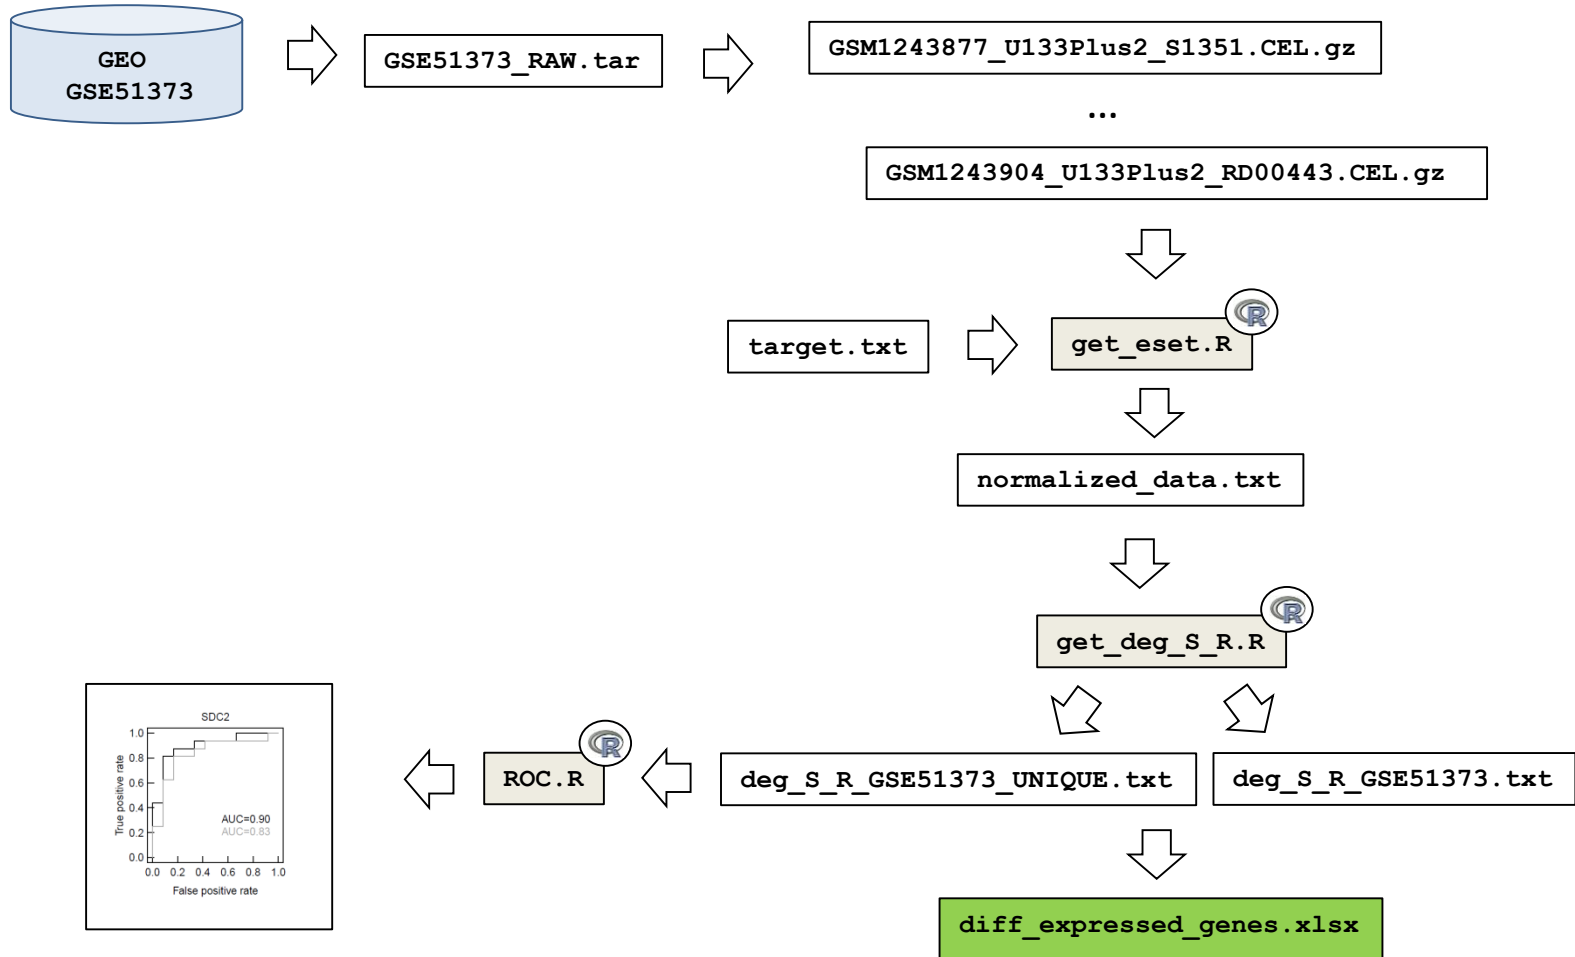 GEO
GSE51373
GSE51373_RAW.tar
GSM1243877_U133Plus2_S1351.CEL.gz
...
GSM1243904_U133Plus2_RD00443.CEL.gz
R
target.txt
get_eset.R
normalized_data.txt
R
get_deg_S_R.R
SDC2
1.0
0.8
0.6
0.4
0.2
0.0
True positive rate
AUC=0.90
AUC=0.83
0.0 0.2 0.4 0.6 0.8 1.0
False positive rate
R
ROC.R
deg_S_R_GSE51373_UNIQUE.txt
deg_S_R_GSE51373.txt
diff_expressed_genes.xlsx